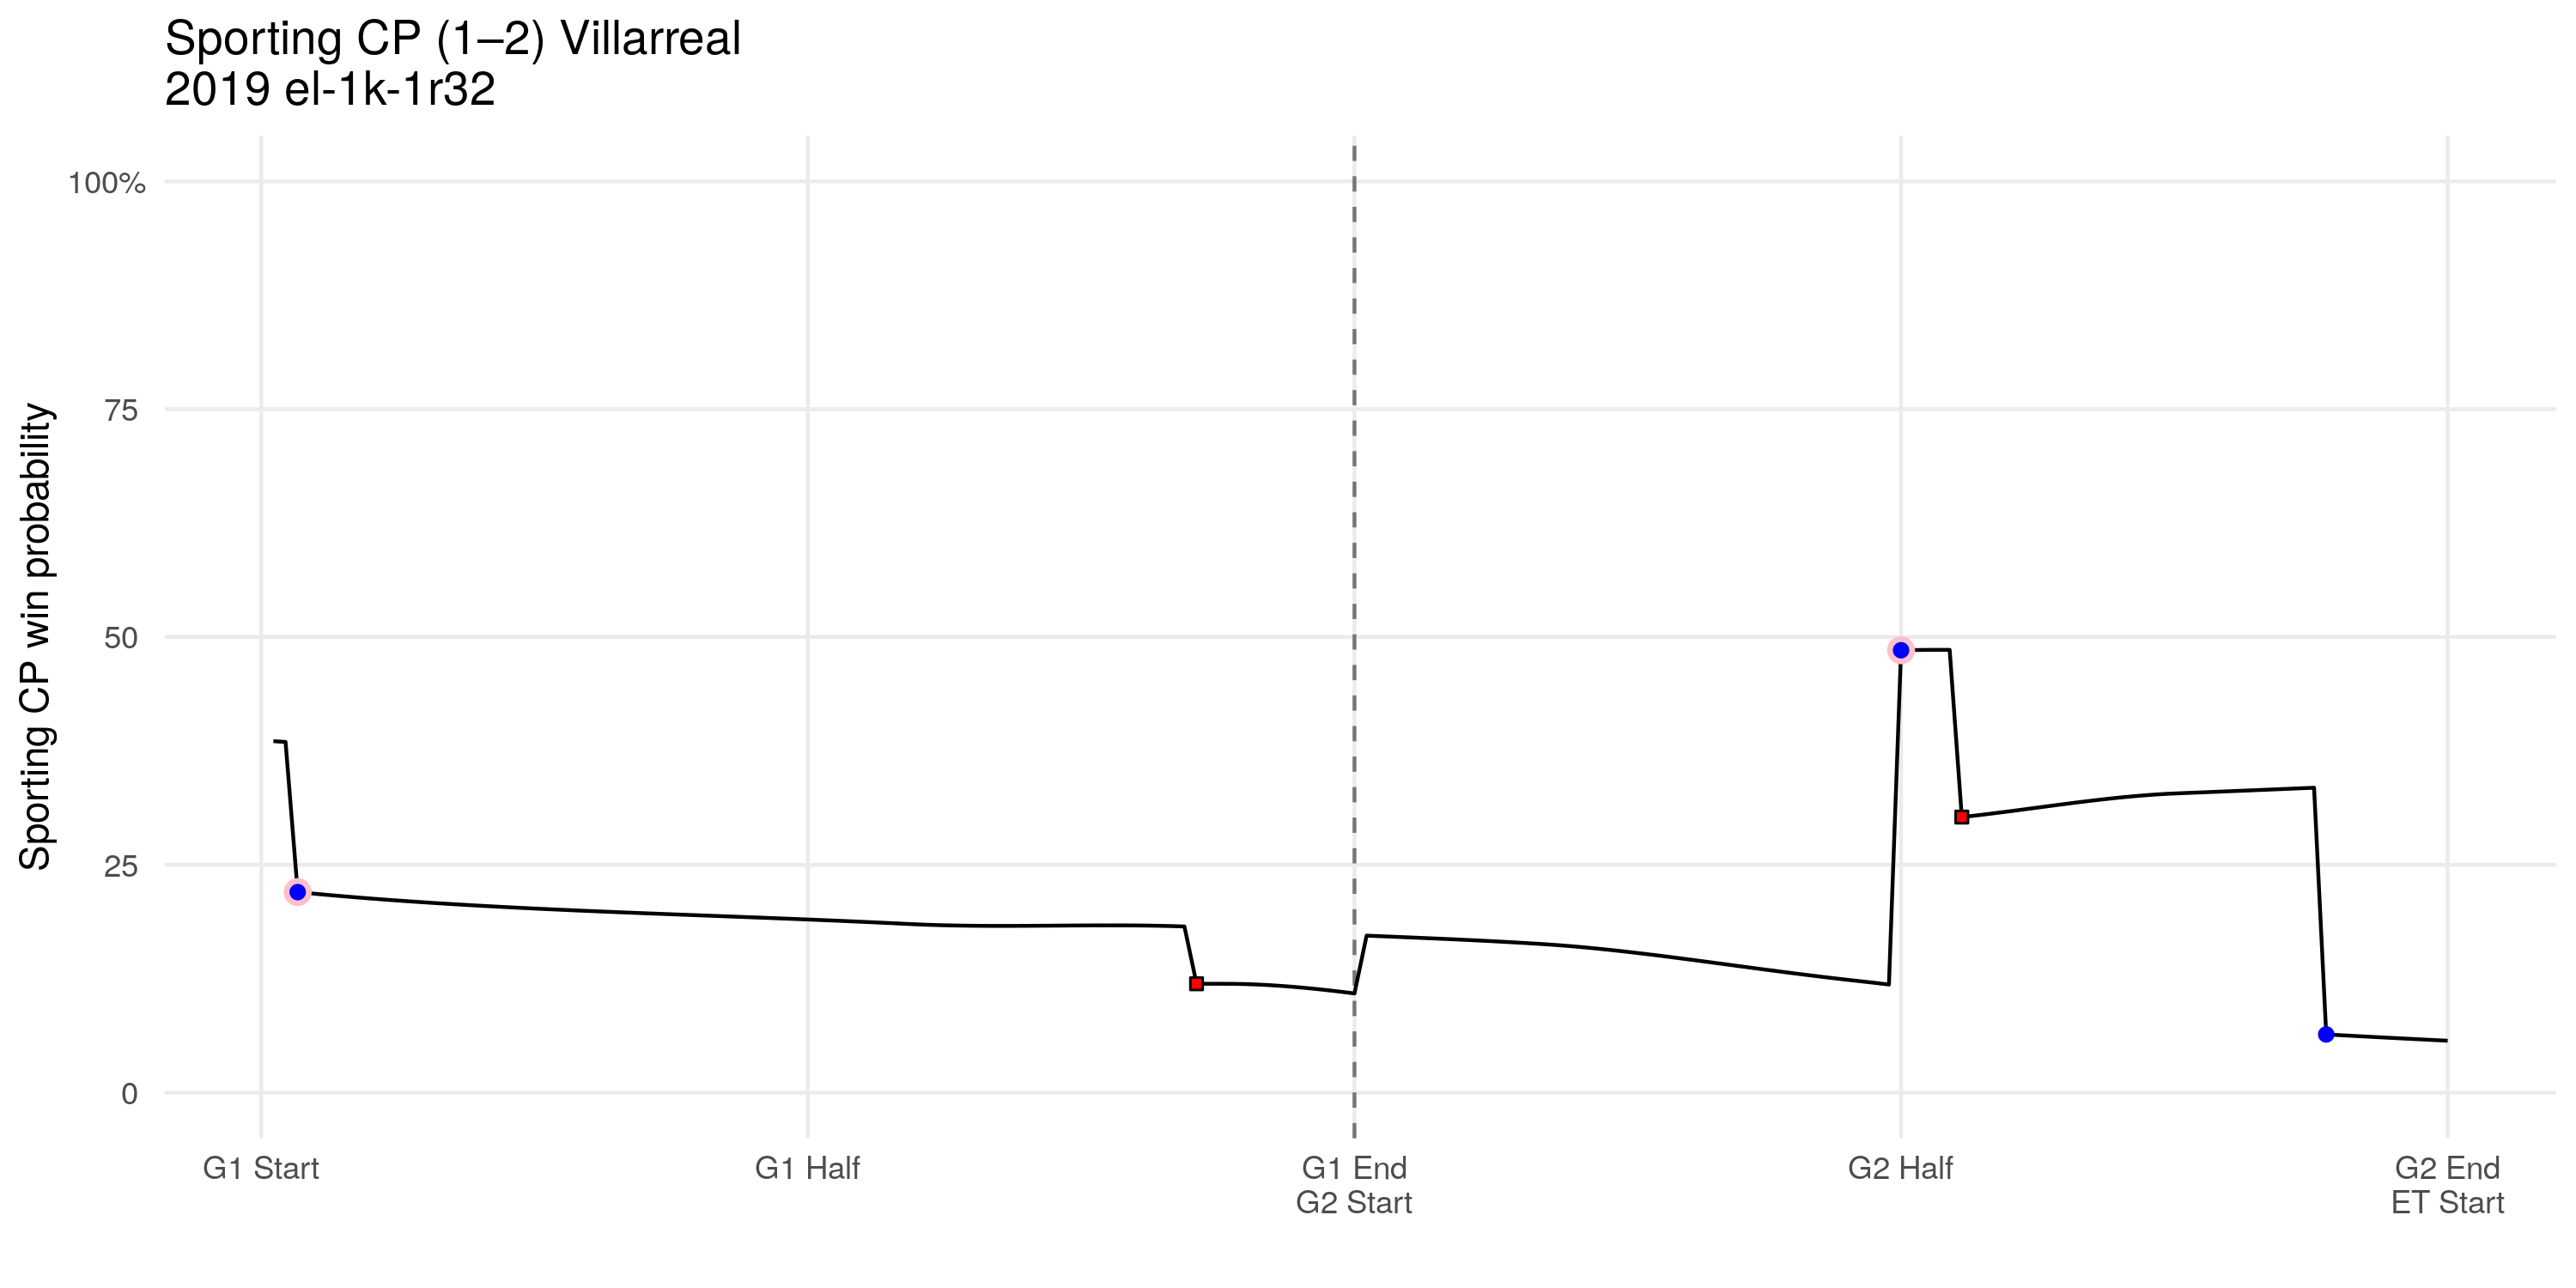 Sporting CP (1–2) Villarreal
2019 el-1k-1r32
Sporting CP win probability
100%
75
50
25
0
G1 Start
G1 Half
G1 End
G2 Start
G2 Half
G2 End
ET Start